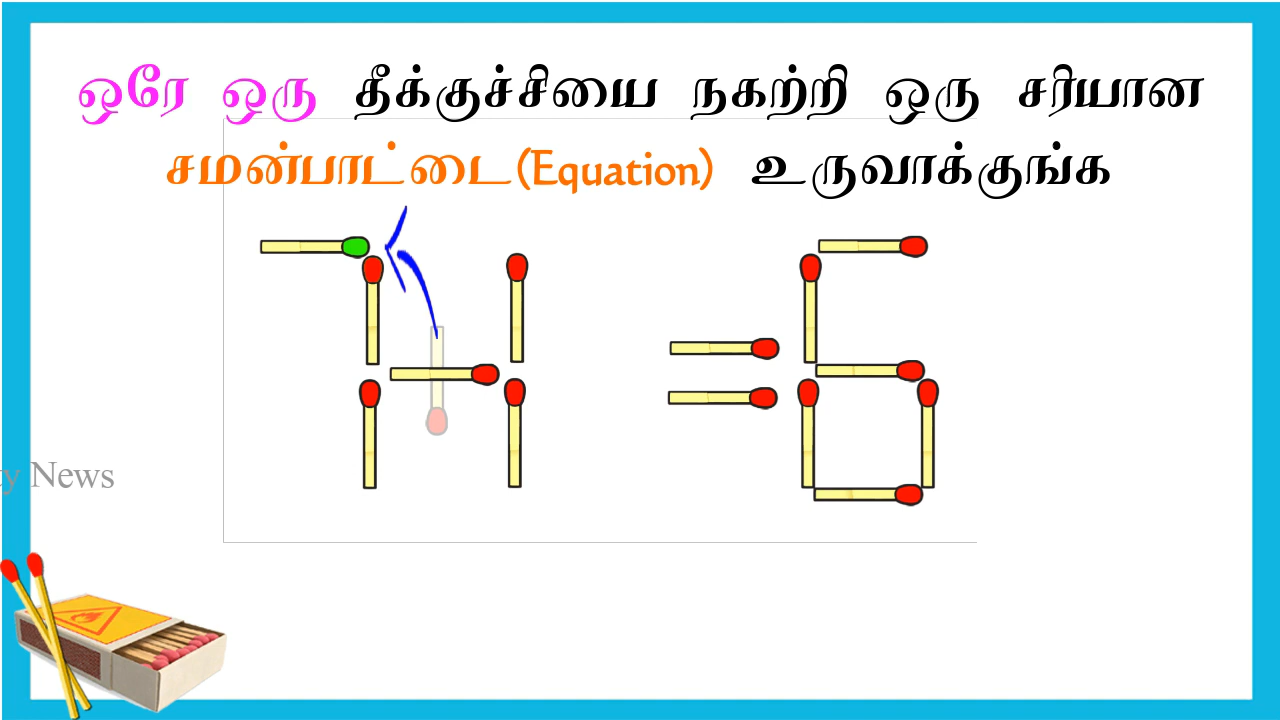 ஒரே ஒரு தீக்குச்சியை நகற்றி ஒரு சரியான
சமன்பாட்டை(Equation) உருவாக்குங்க
News